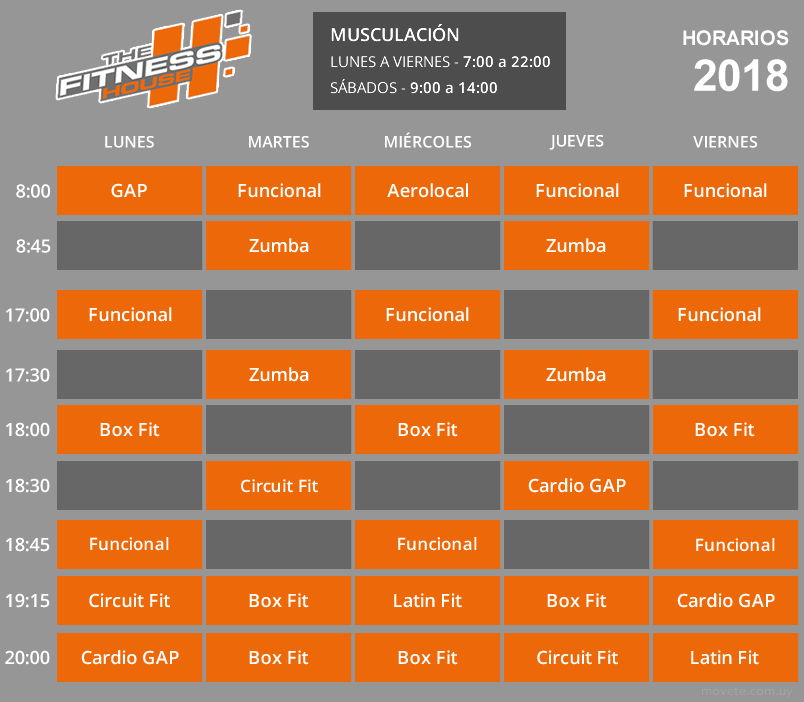 THE
FITNESS
HOUSE
MUSCULACIÓN
LUNES A VIERNES - 7:00 a 22:00
SÁBADOS - 9:00 a 14:00
HORARIOS
2018
LUNES MARTES MIÉRCOLES JUEVES VIERNES
8:00 GAP Funcional Aerolocal Funcional Funcional
8:45 Zumba Zumba
17:00 Funcional Funcional Funcional
17:30 Zumba Zumba
18:00 Box Fit Box Fit Box Fit
18:30 Circuit Fit Cardio GAP
18:45 Funcional Funcional Funcional
19:15 Circuit Fit Box Fit Latin Fit Box Fit Cardio GAP
20:00 Cardio GAP Box Fit Box Fit Circuit Fit Latin Fit
movete.com.uy